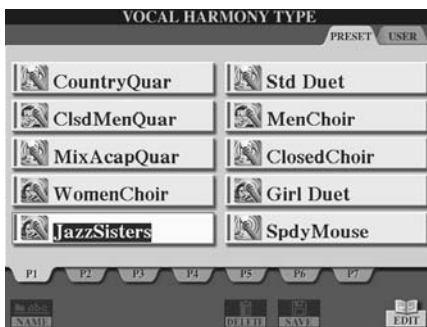 VOCAL HARMONY TYPE
PRESET USER
CountryQuar Std Duet
ClsdMenQuar MenChoir
MixAcapQuar ClosedChoir
WomenChoir Girl Duet
JazzSisters SpdyMouse
P1 P2 P3 P4 P5 P6 P7
NAME DELETE SAVE EDIT